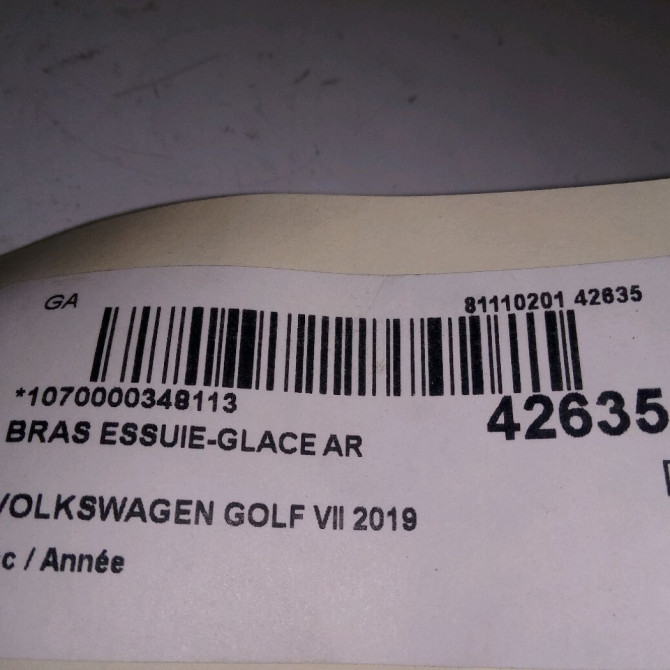 GA
81110201 42635
*1070000348113
42635
BRAS ESSUIE-GLACE AR
VOLKSWAGEN GOLF VII 2019
/ Année